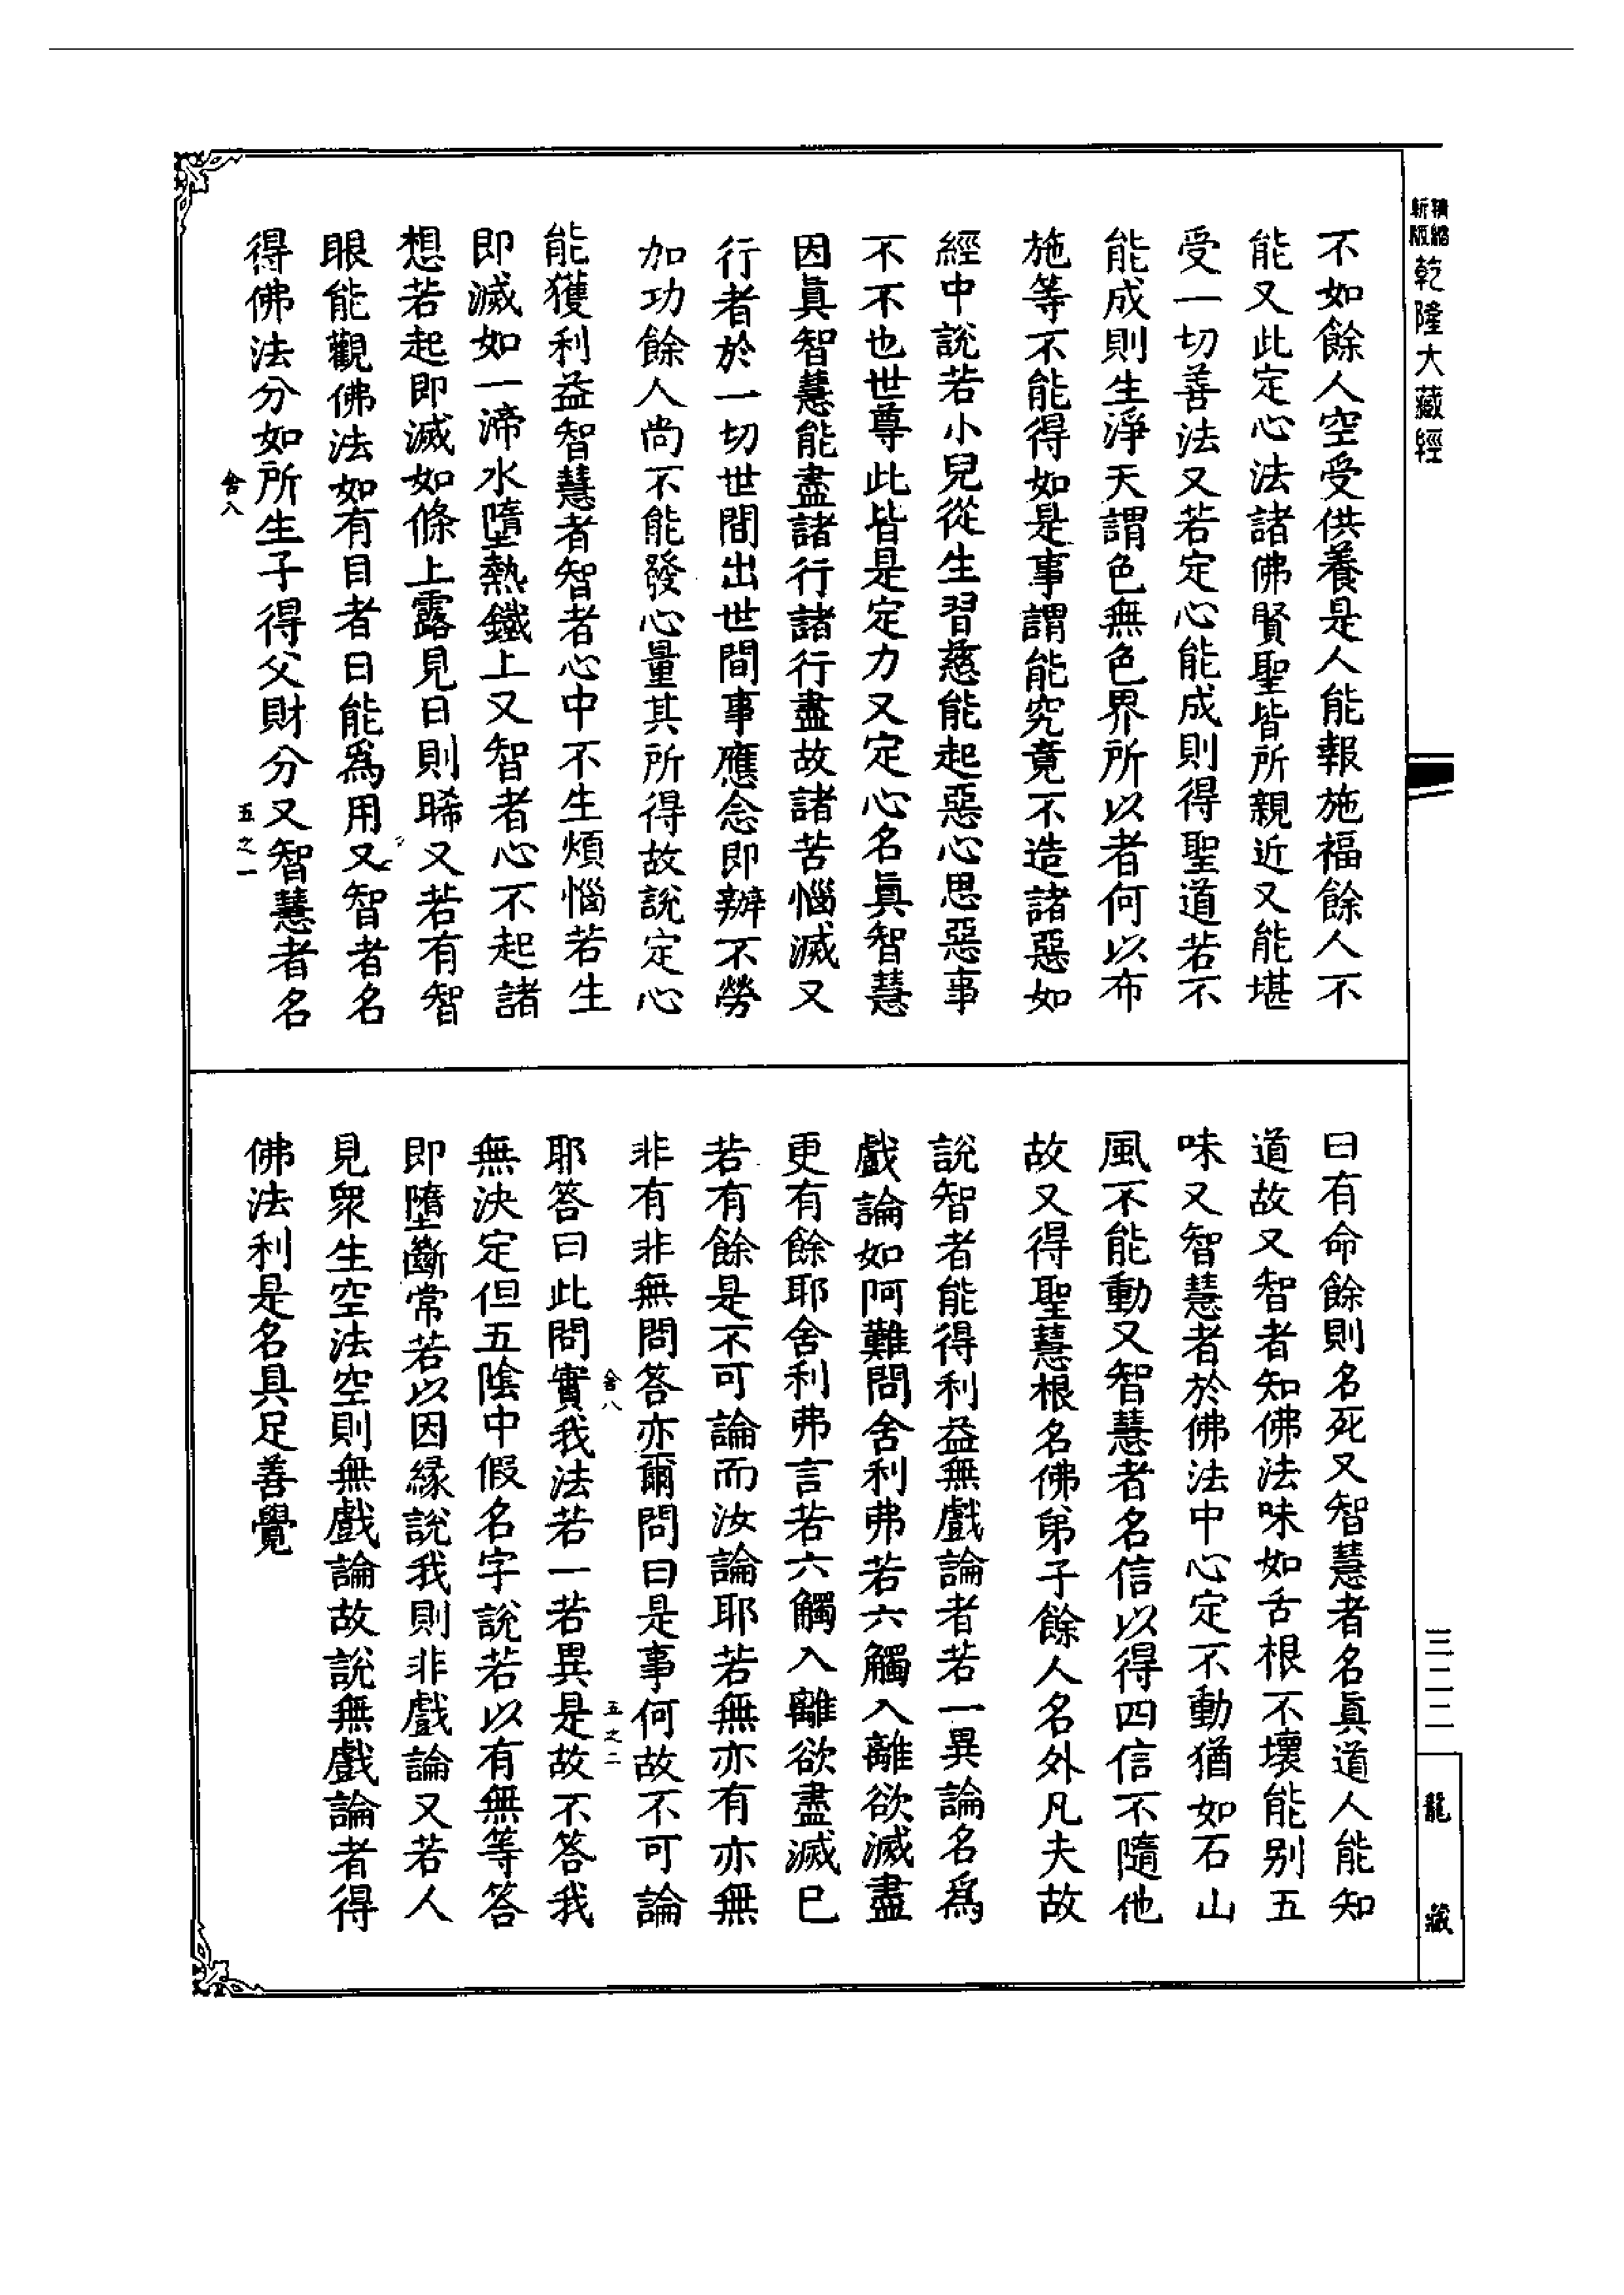 新版精縮乾隆大藏經
不如餘人空受供養是人能報施福餘人不
能又此定心法諸佛賢聖皆所親近又能堪
受一切善法又若定心能成則得聖道若不
能成則生淨天謂色無色界所以者何以布
施等不能得如是事謂能究竟不造諸惡如
經中說若小兒從生習慈能起惡心思惡事
不不也世尊此皆是定力又定心名眞智慧
因眞智慧能盡諸行諸行盡故諸苦惱滅又
行者於一切世間出世間事應念即辦不勞
加功餘人尚不能發心量其所得故說定心
能獲利益智慧者智者心中不生煩惱若生
即滅如一渧水墮熱鐵上又智者心不起諸
想若起即滅如條上露見日則晞又若有智
眼能觀佛法如有目者日能爲用又智者名
得佛法分如所生子得父財分又智慧者名
舍八 五之一
曰有命餘則名死又智慧者名眞道人能知
道故又智者知佛法味如舌根不壞能别五
味又智慧者於佛法中心定不動猶如石山
風不能動又智慧者名信以得四信不隨他
故又得聖慧根名佛弟子餘人名外凡夫故
說智者能得利益無戲論者若一異論名爲
戲論如阿難問舍利弗若六觸入離欲滅盡
更有餘耶舍利弗言若六觸入離欲盡滅已
若有餘是不可論而汝論耶若無亦有亦無
非有非無問答亦爾問曰是事何故不可論
舍八 五之二
耶答曰此問實我法若一若異是故不答我
無決定但五陰中假名字說若以有無等答
即墮斷常若以因緣說我則非戲論又若人
見衆生空法空則無戲論故說無戲論者得
佛法利是名具足善覺
三二二
龍藏